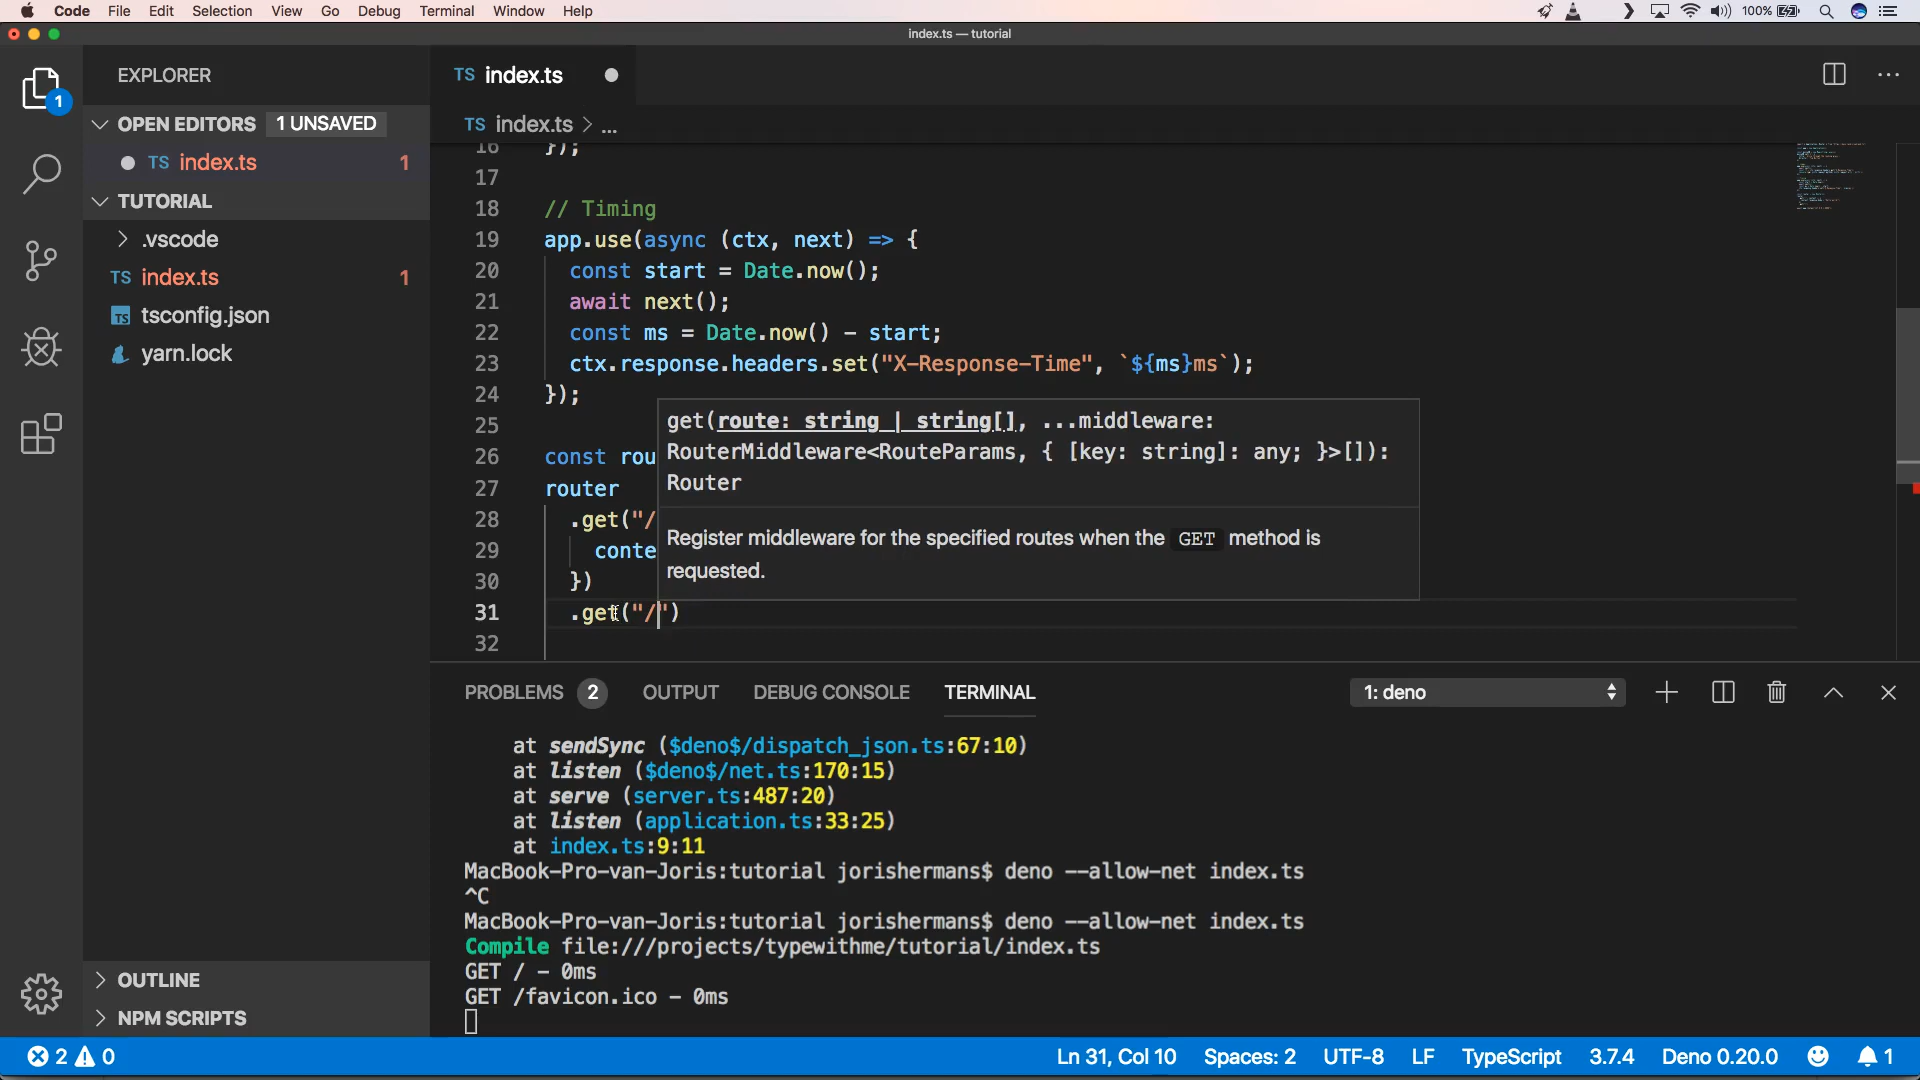 Code File Edit Selection View Go Debug Terminal Window Help 100%
index.ts — tutorial
EXPLORER
OPEN EDITORS 1 UNSAVED
TS index.ts 1
TUTORIAL
.vscode
TS index.ts 1
TS tsconfig.json
yarn.lock
OUTLINE
NPM SCRIPTS
1
TS index.ts
TS index.ts > ...
16 });
17
18 // Timing
19 app.use(async (ctx, next) => {
20 const start = Date.now();
21 await next();
22 const ms = Date.now() - start;
23 ctx.response.headers.set("X-Response-Time", `${ms}ms`);
24 });
25
26 const rou
27 router
28 .get("/
29 conte
30 })
31 .get("/")
32
get(route: string | string[], ...middleware:
RouterMiddleware<RouteParams, { [key: string]: any; }>[]):
Router
Register middleware for the specified routes when the GET method is
requested.
PROBLEMS 2 OUTPUT DEBUG CONSOLE TERMINAL 1: deno
at sendSync ($deno$/dispatch_json.ts:67:10)
at listen ($deno$/net.ts:170:15)
at serve (server.ts:487:20)
at listen (application.ts:33:25)
at index.ts:9:11
MacBook-Pro-van-Joris:tutorial jorishermans$ deno --allow-net index.ts
^C
MacBook-Pro-van-Joris:tutorial jorishermans$ deno --allow-net index.ts
Compile file:///projects/typewithme/tutorial/index.ts
GET / - 0ms
GET /favicon.ico - 0ms
2 0 Ln 31, Col 10 Spaces: 2 UTF-8 LF TypeScript 3.7.4 Deno 0.20.0 1